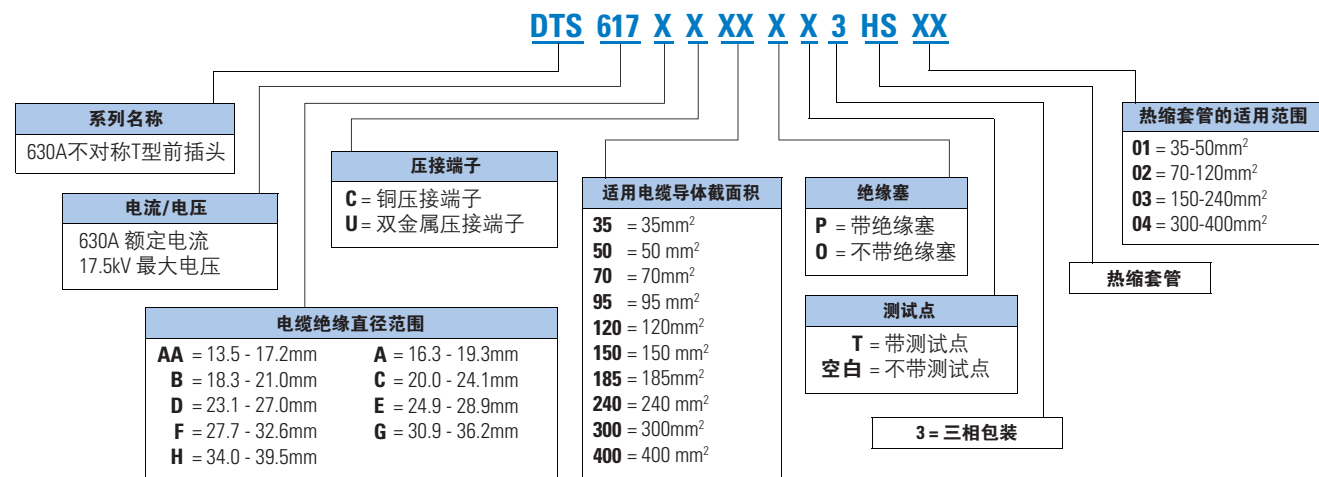 DTS 617 X X XX X X 3 HS XX
系列名称
630A不对称T型前插头
电流/电压
630A 额定电流
17.5kV 最大电压
电缆绝缘直径范围
AA = 13.5 - 17.2mm
A = 16.3 - 19.3mm
B = 18.3 - 21.0mm
C = 20.0 - 24.1mm
D = 23.1 - 27.0mm
E = 24.9 - 28.9mm
F = 27.7 - 32.6mm
G = 30.9 - 36.2mm
H = 34.0 - 39.5mm
压接端子
C = 铜压接端子
U = 双金属压接端子
适用电缆导体截面积
35 = 35mm²
50 = 50 mm²
70 = 70mm²
95 = 95 mm²
120 = 120mm²
150 = 150 mm²
185 = 185mm²
240 = 240 mm²
300 = 300mm²
400 = 400 mm²
绝缘塞
P = 带绝缘塞
O = 不带绝缘塞
测试点
T = 带测试点
空白 = 不带测试点
3 = 三相包装
热缩套管
热缩套管的适用范围
01 = 35-50mm²
02 = 70-120mm²
03 = 150-240mm²
04 = 300-400mm²